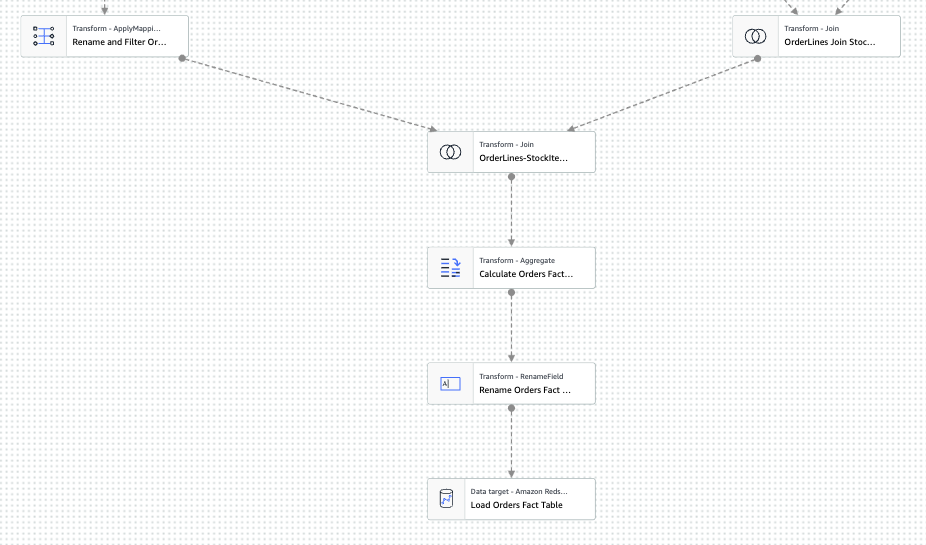 Transform - ApplyMappi...
Rename and Filter Or...
Transform - Join
OrderLines Join Stoc...
Transform - Join
OrderLines-StockIte...
Transform - Aggregate
Calculate Orders Fact...
Transform - RenameField
Rename Orders Fact ...
Data target - Amazon Reds...
Load Orders Fact Table